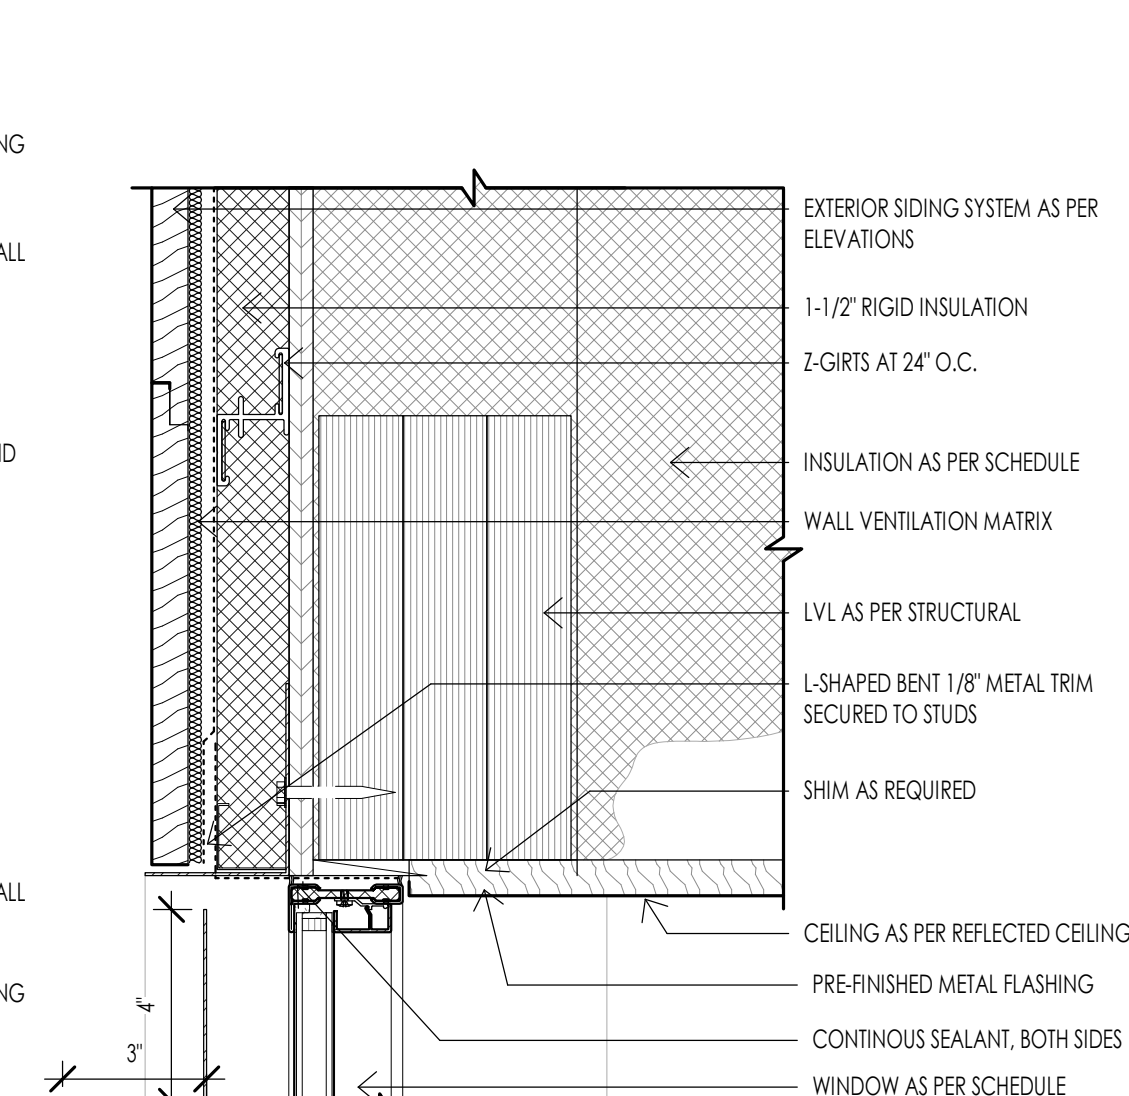 NG
ALL
ID
ALL
NG
EXTERIOR SIDING SYSTEM AS PER
ELEVATIONS
1-1/2" RIGID INSULATION
Z-GIRTS AT 24" O.C.
INSULATION AS PER SCHEDULE
WALL VENTILATION MATRIX
LVL AS PER STRUCTURAL
L-SHAPED BENT 1/8" METAL TRIM
SECURED TO STUDS
SHIM AS REQUIRED
CEILING AS PER REFLECTED CEILING
PRE-FINISHED METAL FLASHING
CONTINOUS SEALANT, BOTH SIDES
WINDOW AS PER SCHEDULE
4"
3"